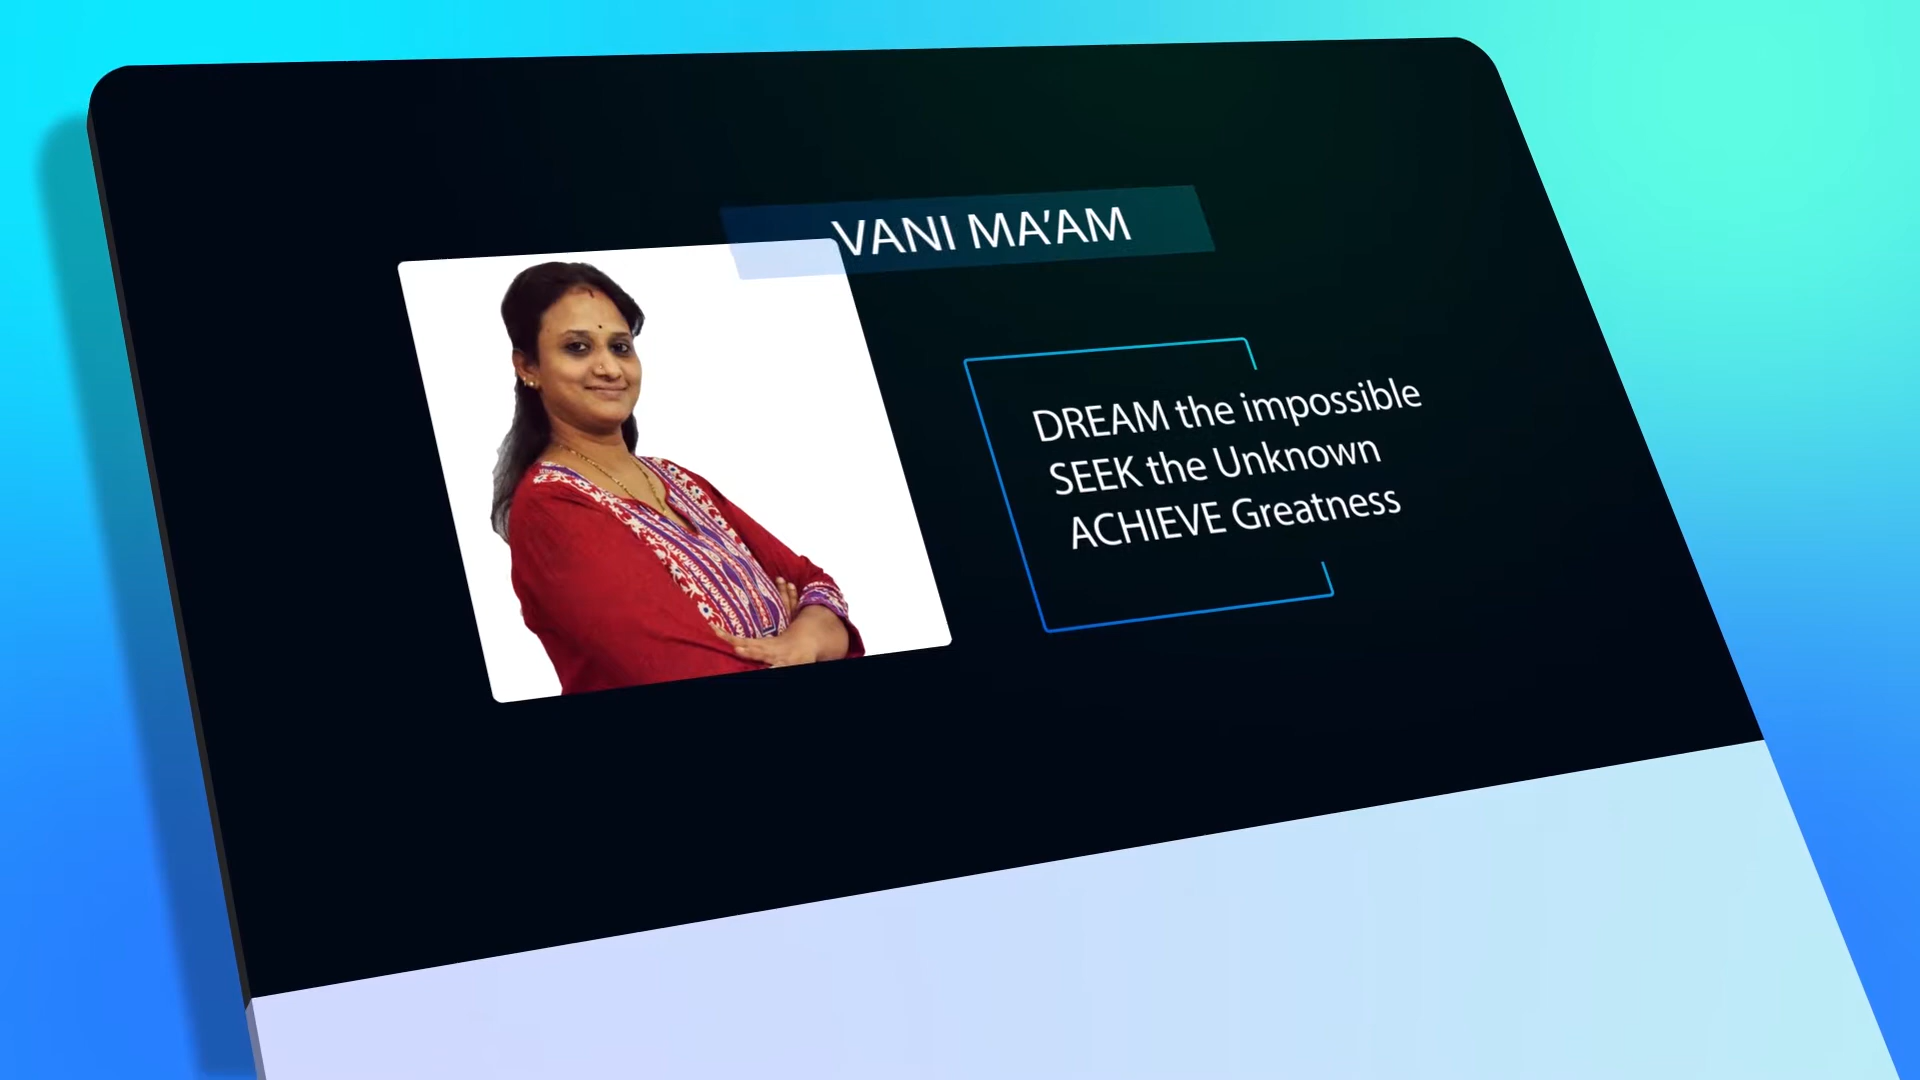 VANI MA'AM
DREAM the impossible
SEEK the Unknown
ACHIEVE Greatness